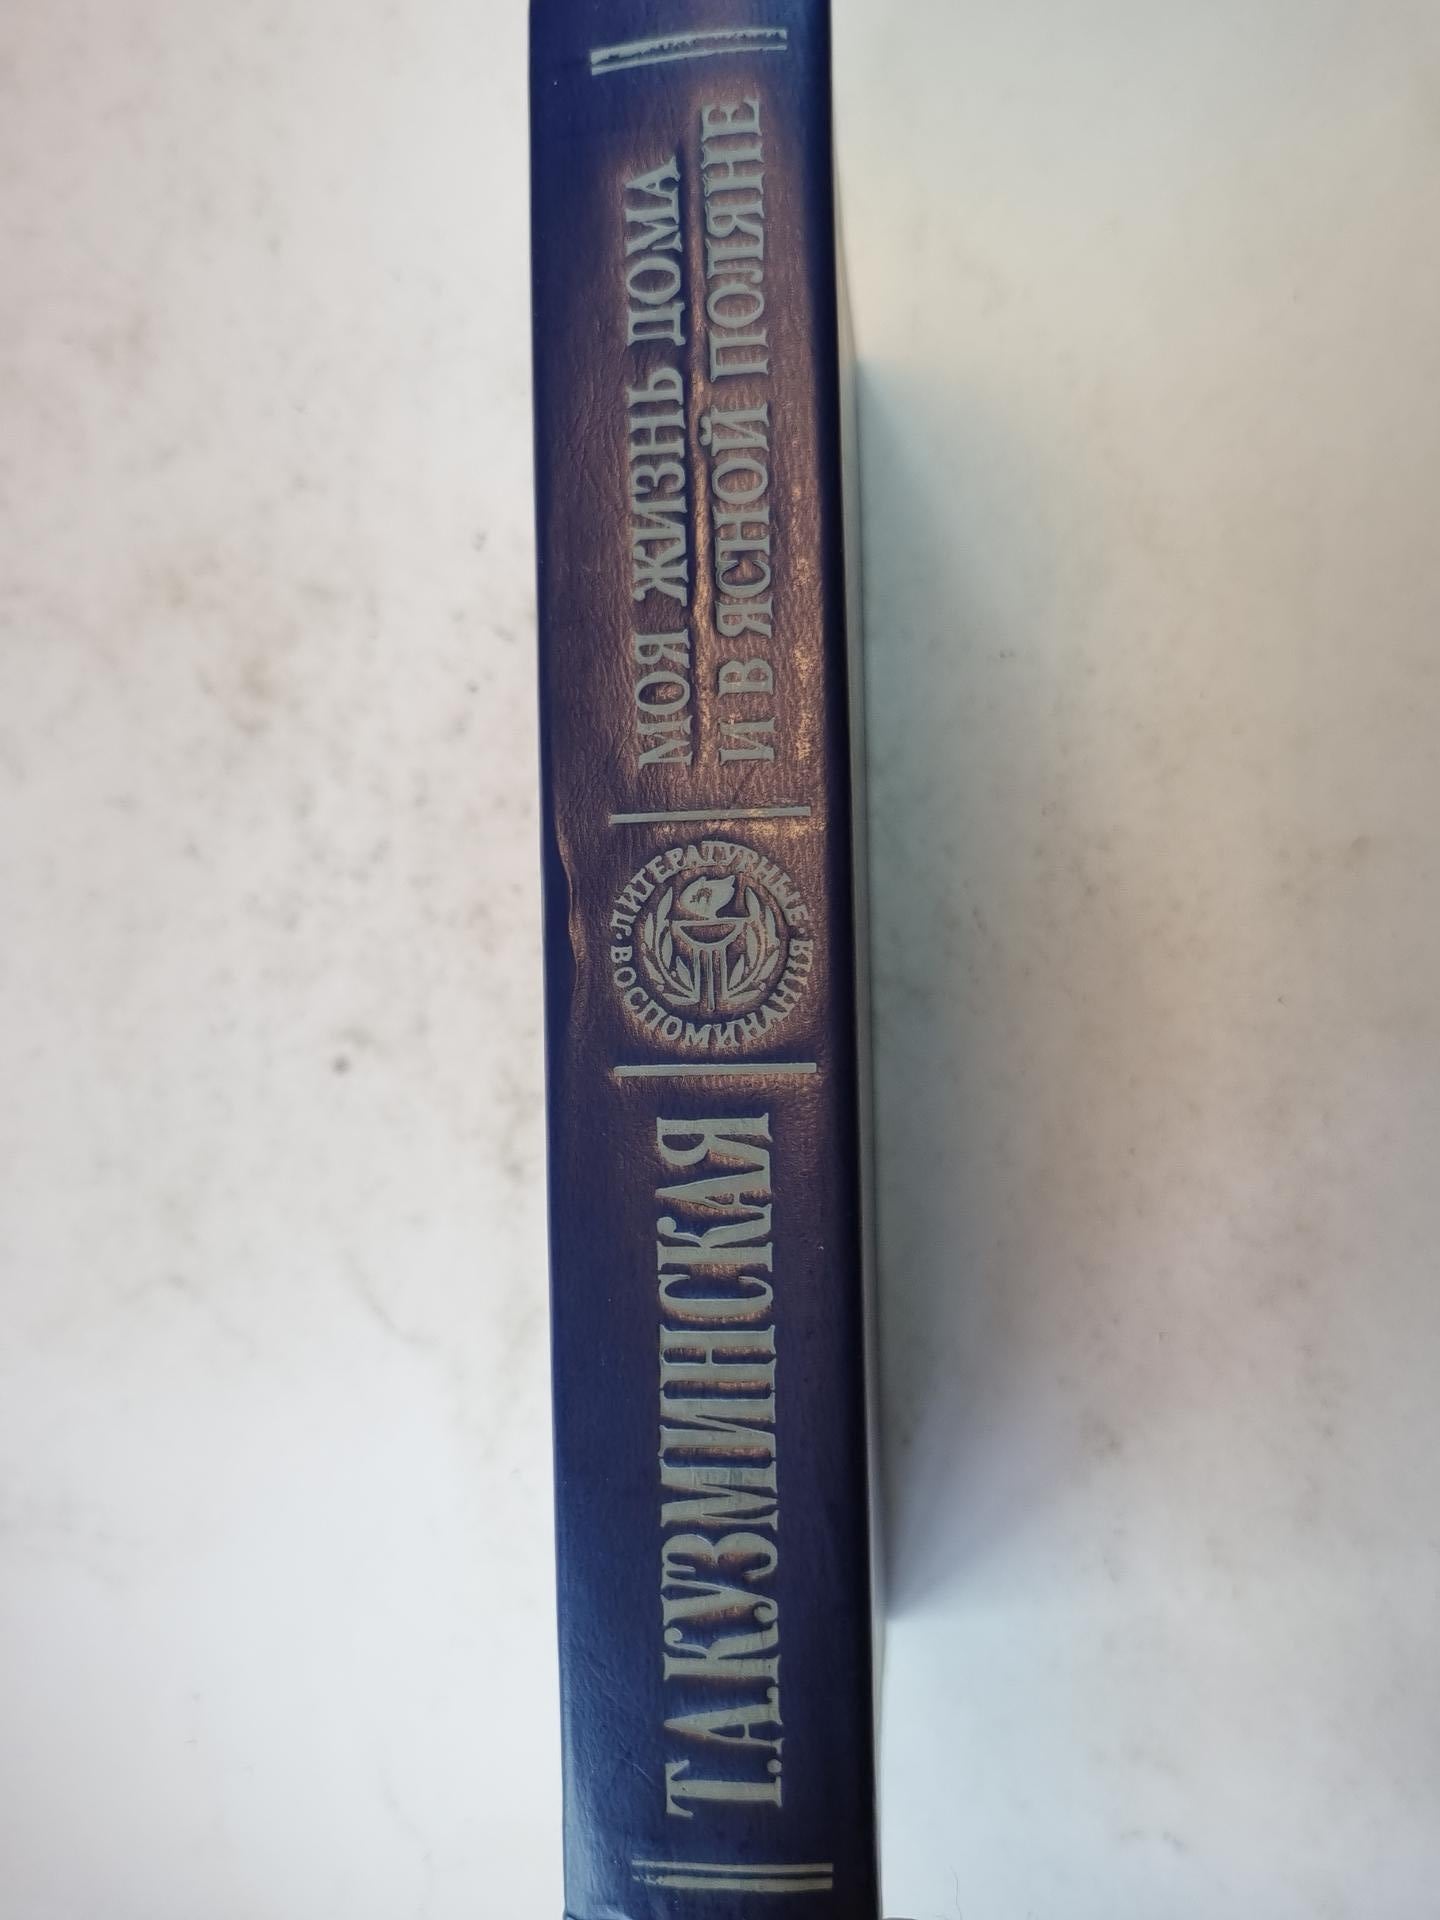 Т.А.КУЗМИНСКАЯ
ЛИТЕРАТУРНЫЕ
ВОСПОМИНАНИЯ
МОЯ ЖИЗНЬ ДОМА
И В ЯСНОЙ ПОЛЯНЕ